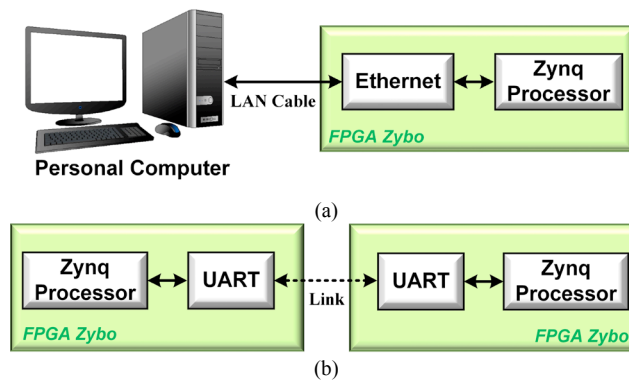 Ethernet
Zynq
Processor
LAN Cable
FPGA Zybo
Personal Computer
(a)
Zynq
Processor
UART
Link
UART
Zynq
Processor
FPGA Zybo
FPGA Zybo
(b)